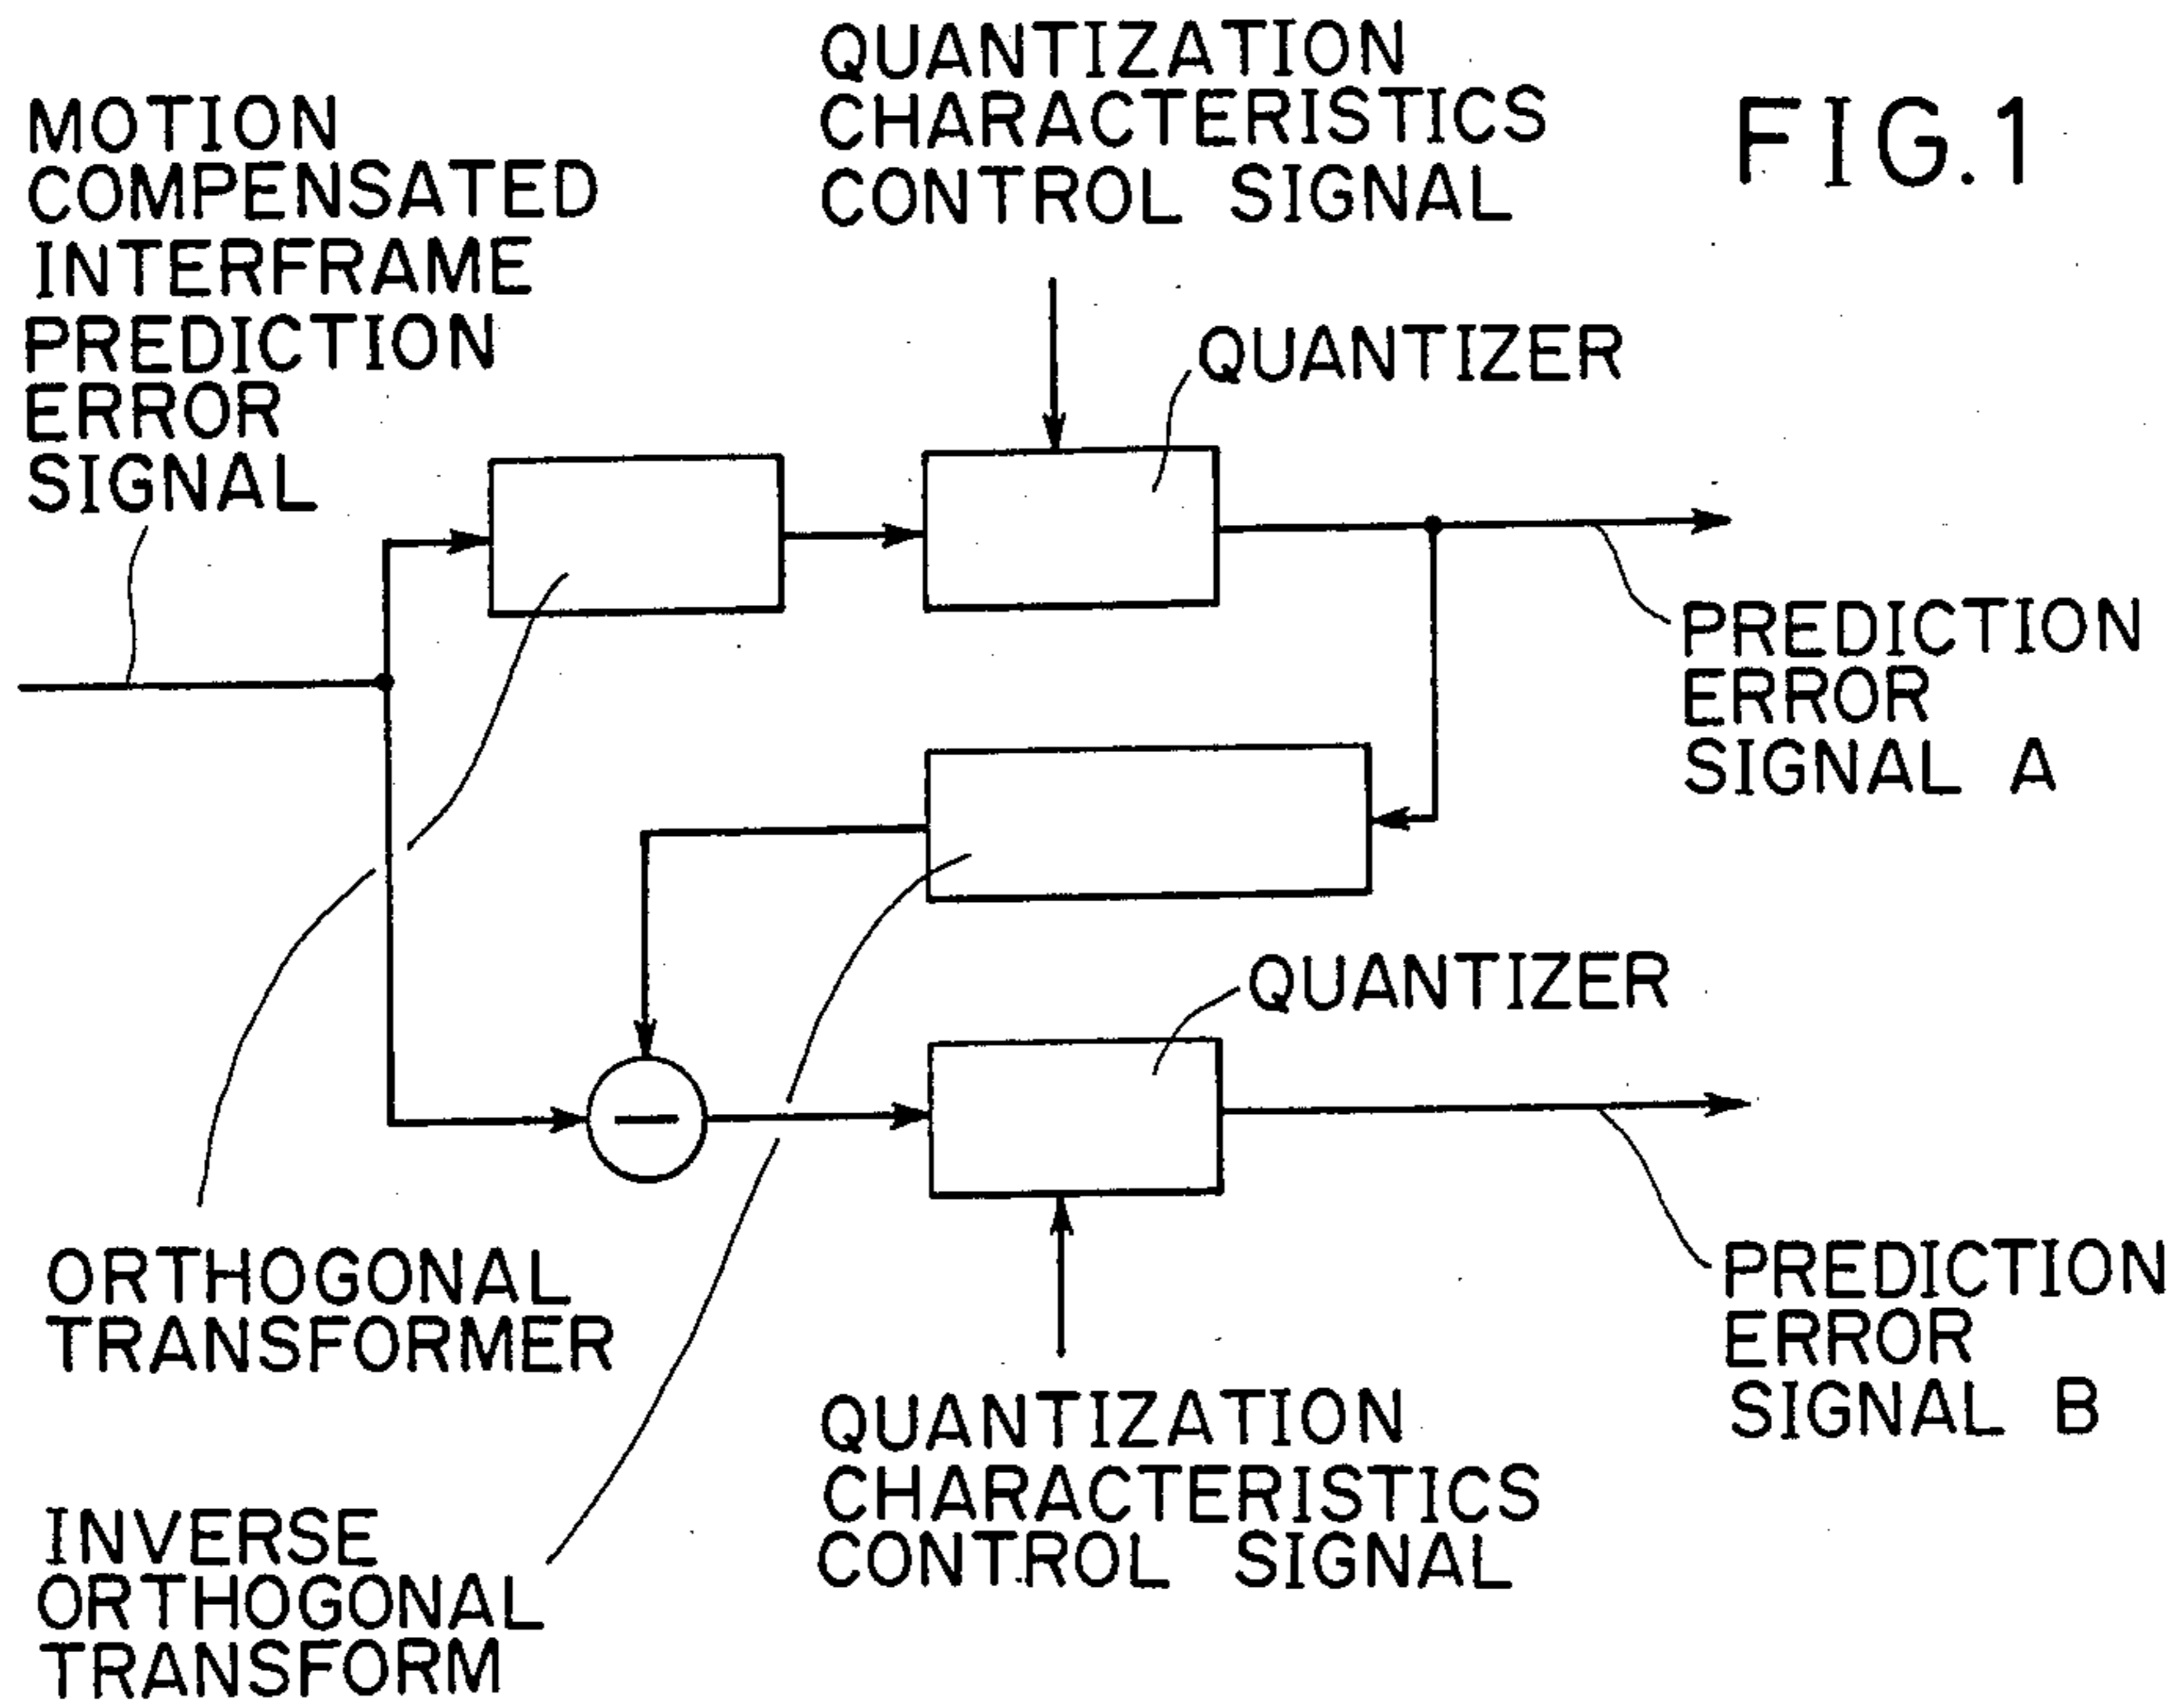 QUANTIZATION
CHARACTERISTICS
CONTROL SIGNAL
FIG.1
MOTION
COMPENSATED
INTERFRAME
PREDICTION
ERROR
SIGNAL
QUANTIZER
PREDICTION
ERROR
SIGNAL A
QUANTIZER
ORTHOGONAL
TRANSFORMER
PREDICTION
ERROR
SIGNAL B
QUANTIZATION
CHARACTERISTICS
CONTROL SIGNAL
INVERSE
ORTHOGONAL
TRANSFORM